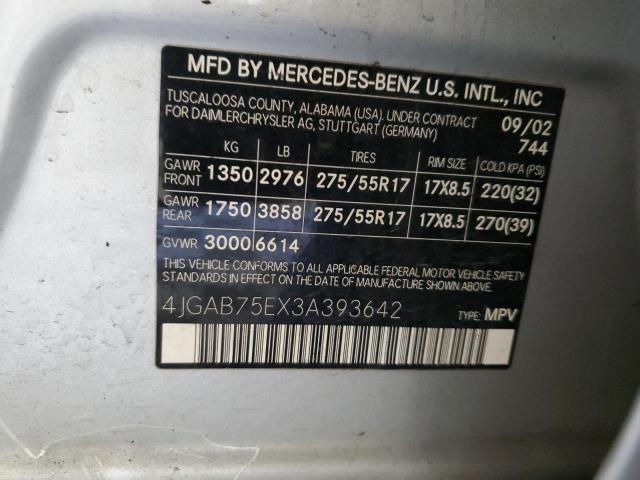 MFD BY MERCEDES-BENZ U.S. INTL., INC
TUSCALOOSA COUNTY, ALABAMA (USA). UNDER CONTRACT
FOR DAIMLERCHRYSLER AG, STUTTGART (GERMANY)
09/02
744
KG LB TIRES RIM SIZE COLD KPA (PSI)
GAWR FRONT 1350 2976 275/55R17 17X8.5 220(32)
GAWR REAR 1750 3858 275/55R17 17X8.5 270(39)
GVWR 3000 6614
THIS VEHICLE CONFORMS TO ALL APPLICABLE FEDERAL MOTOR VEHICLE SAFETY
STANDARDS IN EFFECT ON THE DATE OF MANUFACTURE SHOWN ABOVE.
4JGAB75EX3A393642 TYPE: MPV